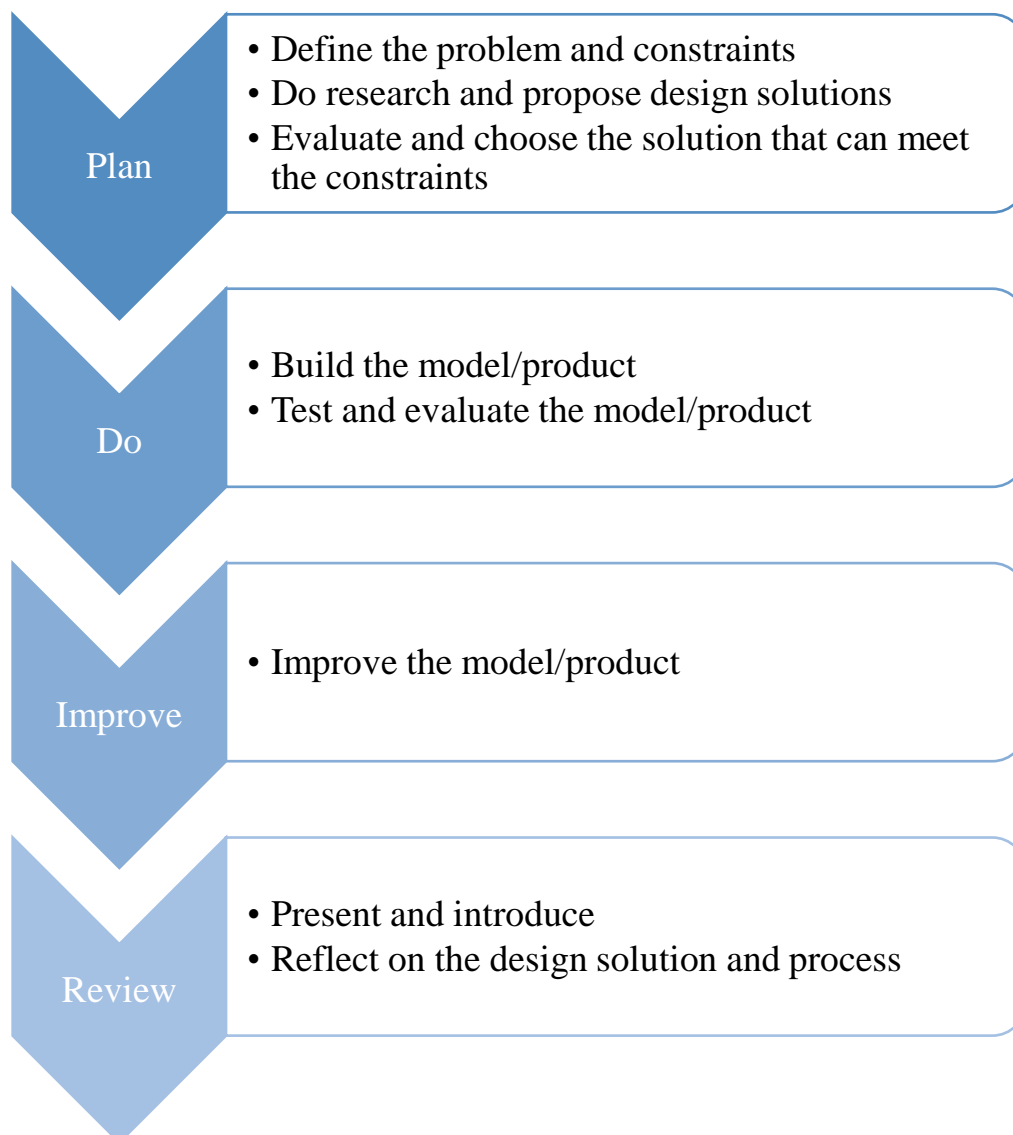 Plan
• Define the problem and constraints
• Do research and propose design solutions
• Evaluate and choose the solution that can meet
the constraints
Do
• Build the model/product
• Test and evaluate the model/product
Improve
• Improve the model/product
Review
• Present and introduce
• Reflect on the design solution and process